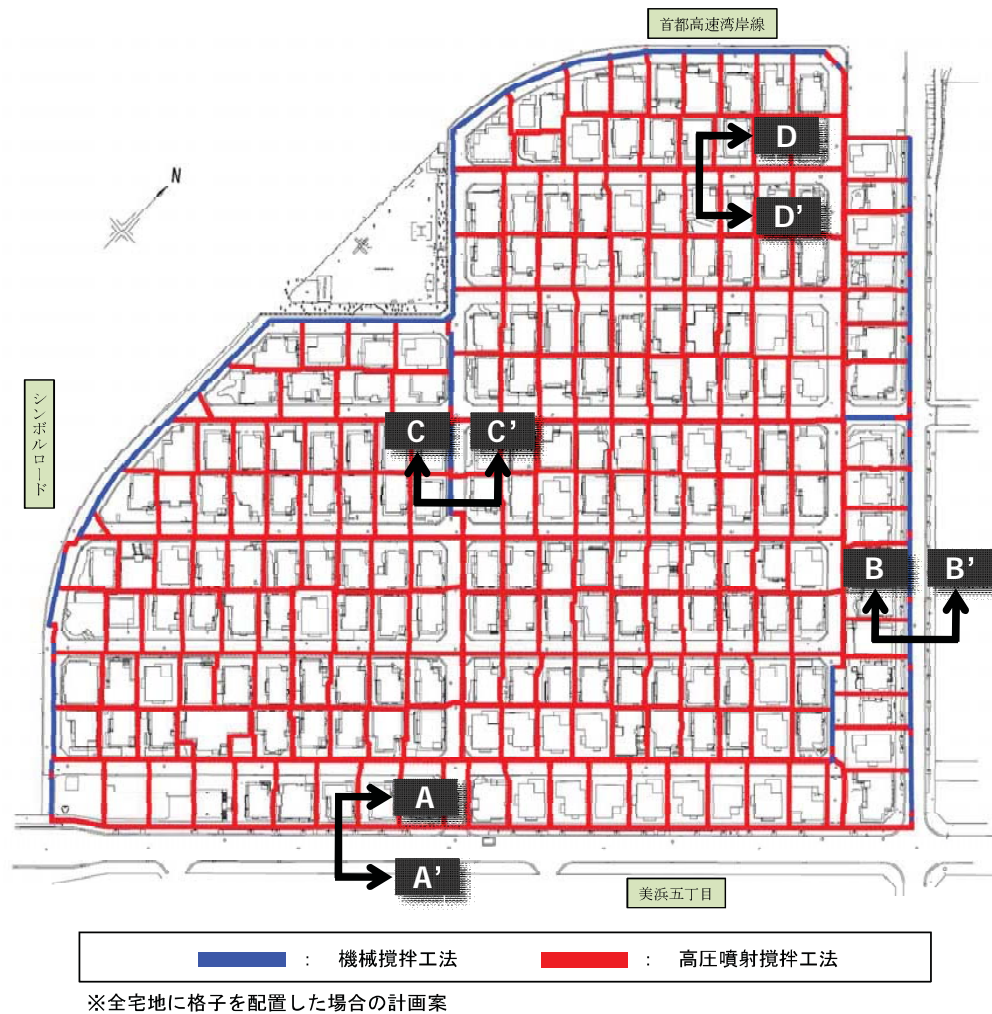 首都高速湾岸線
D
D’
N
シンボルロード
C C’
B B’
A
A’
美浜五丁目
： 機械撹拌工法 ： 高圧噴射撹拌工法
※全宅地に格子を配置した場合の計画案